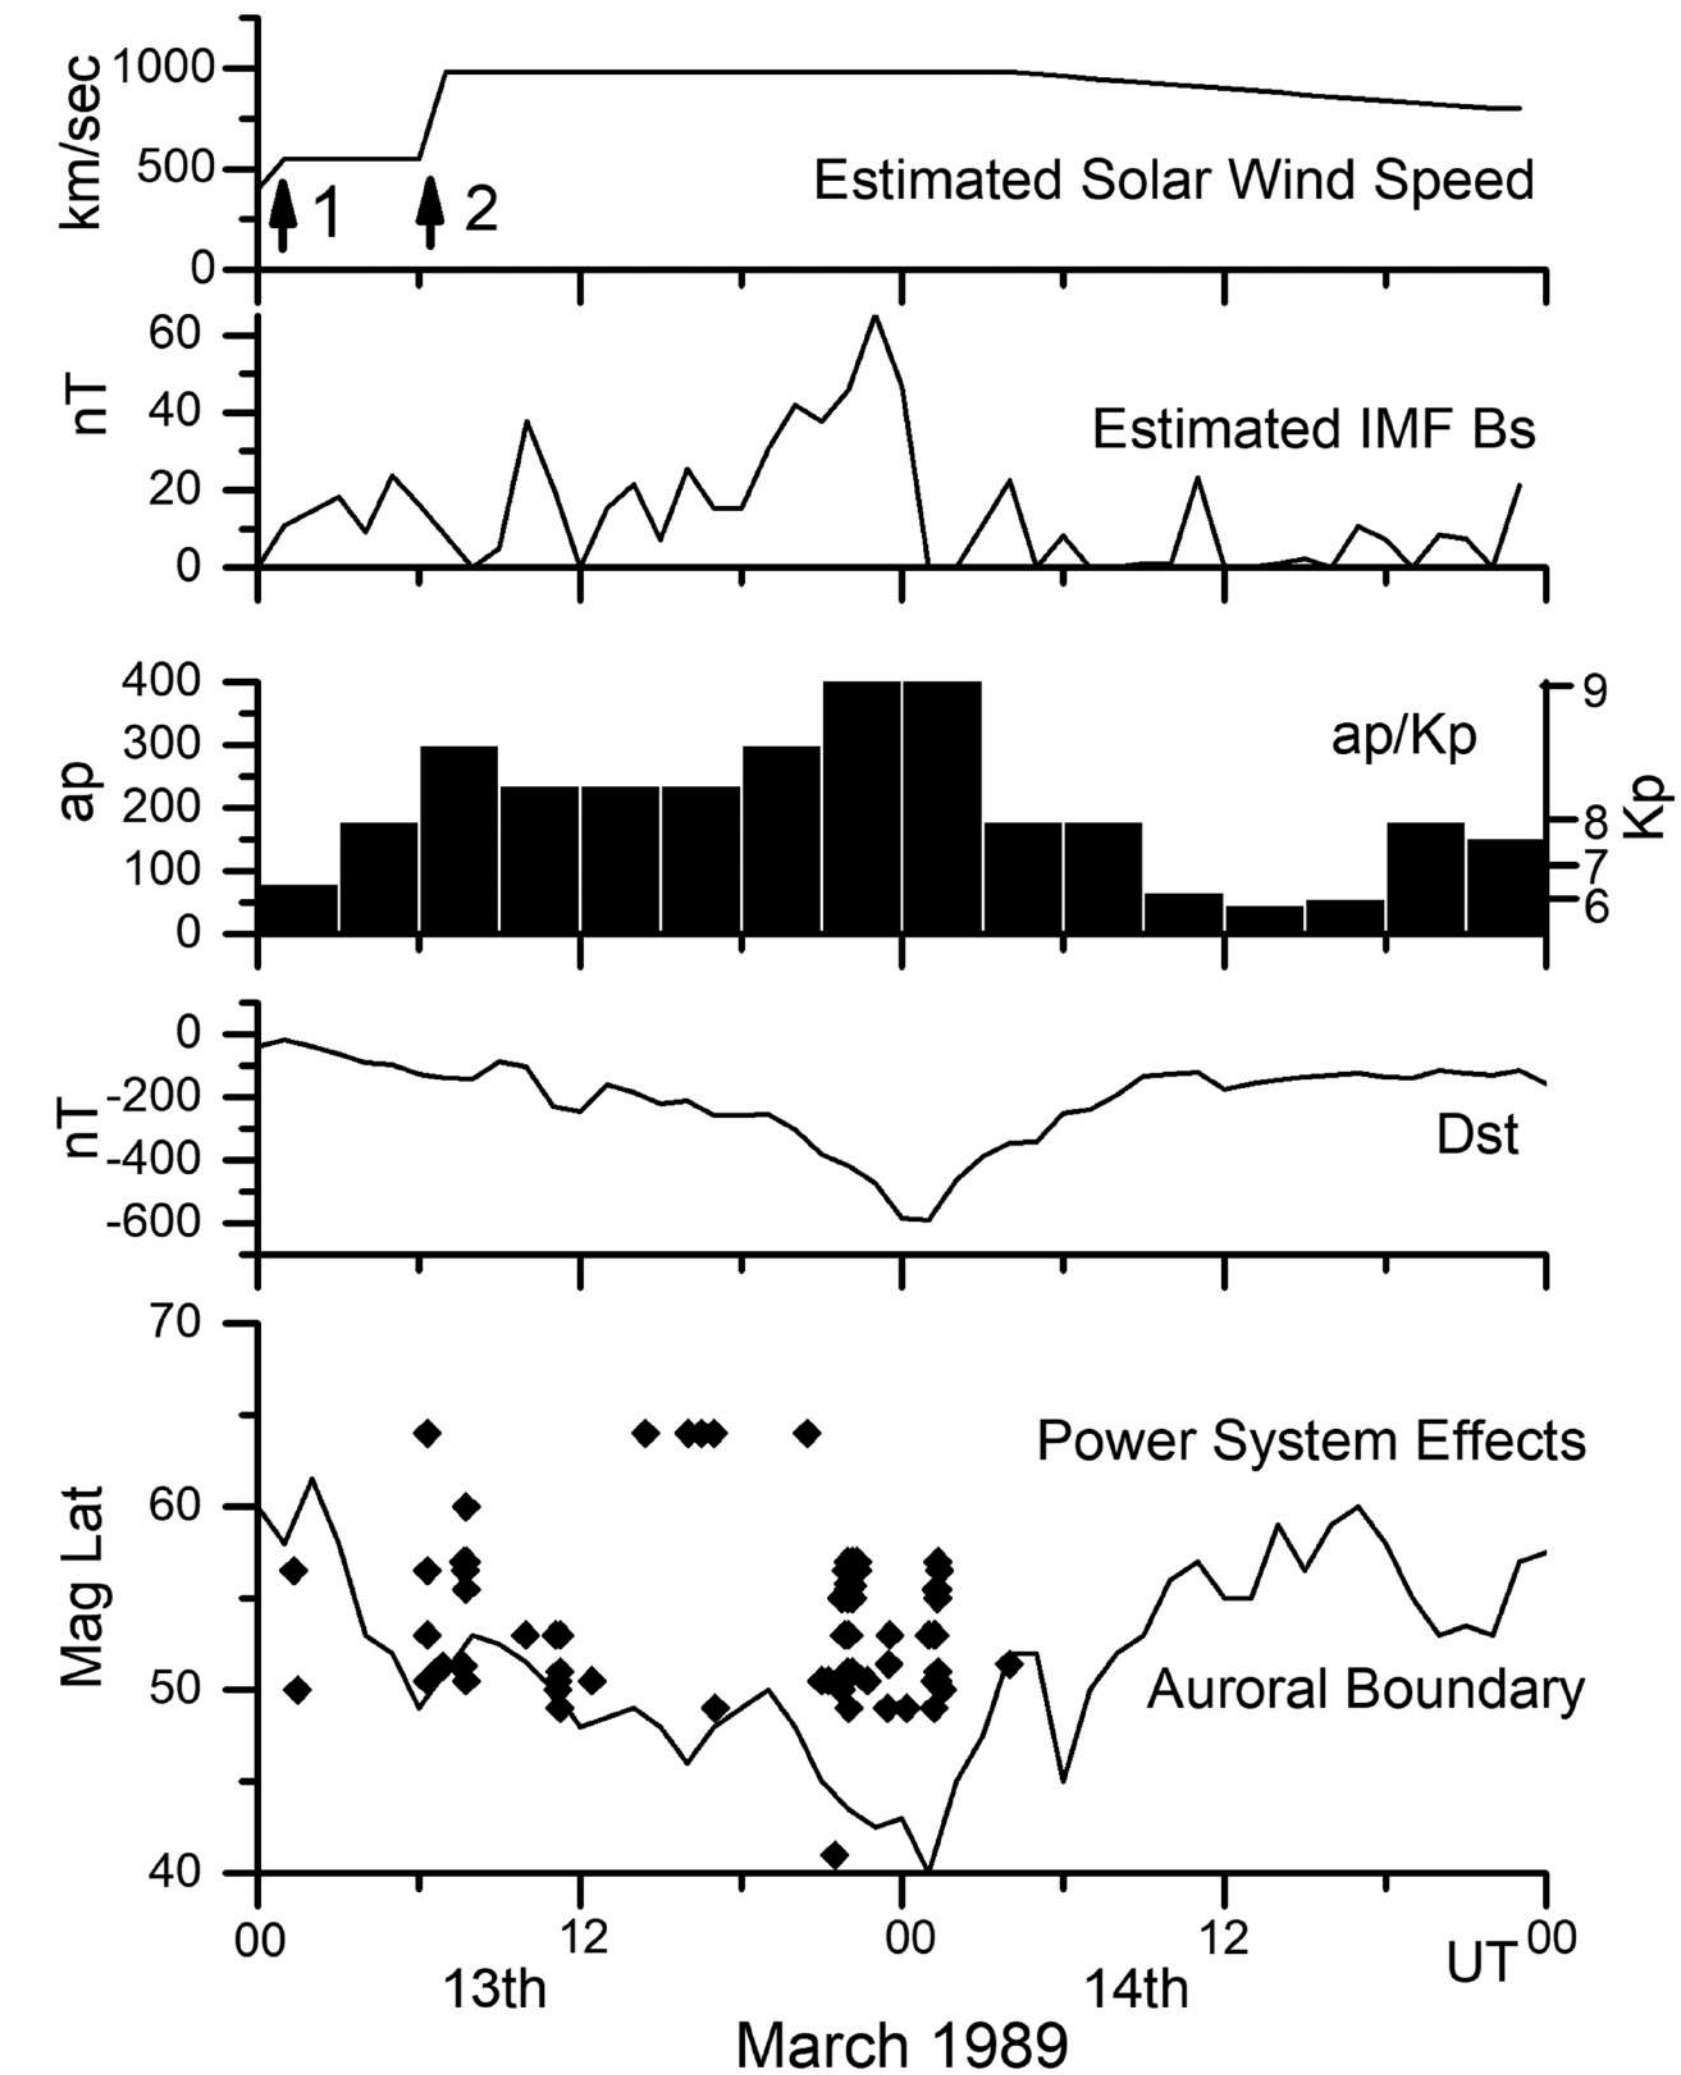 km/sec
1000
500
0
1
2
Estimated Solar Wind Speed
nT
60
40
20
0
Estimated IMF Bs
ap
400
300
200
100
0
ap/Kp
9
8
7
6
Kp
nT
0
-200
-400
-600
Dst
Mag Lat
70
60
50
40
Power System Effects
Auroral Boundary
00 12 00 12 UT 00
13th 14th
March 1989